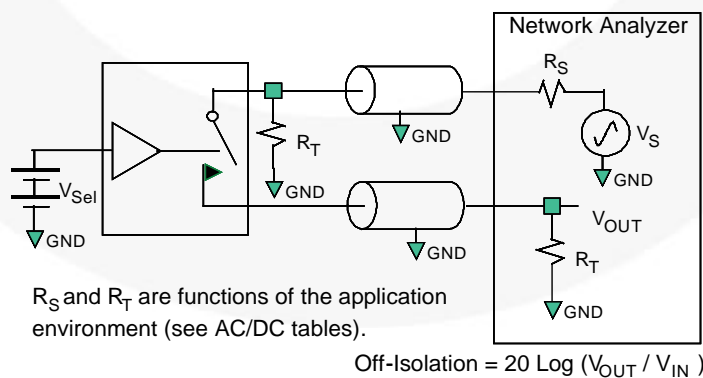 Network Analyzer
R_S
V_S
GND
GND
R_T
GND
V_Sel
GND
GND
V_OUT
R_T
GND
R_S and R_T are functions of the application
environment (see AC/DC tables).
Off-Isolation = 20 Log (V_OUT / V_IN )